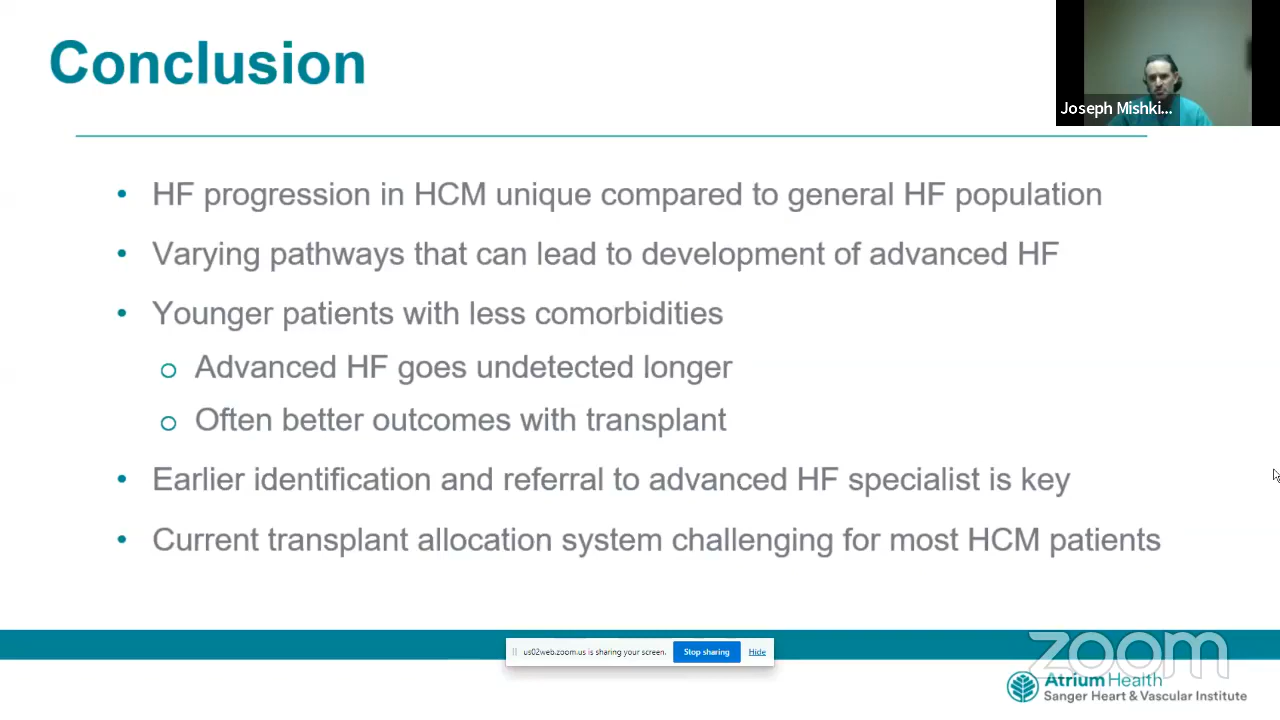 Conclusion
Joseph Mishki...
HF progression in HCM unique compared to general HF population
Varying pathways that can lead to development of advanced HF
Younger patients with less comorbidities
Advanced HF goes undetected longer
Often better outcomes with transplant
Earlier identification and referral to advanced HF specialist is key
Current transplant allocation system challenging for most HCM patients
us02web.zoom.us is sharing your screen.
Stop sharing
Hide
zoom
Atrium Health
Sanger Heart & Vascular Institute